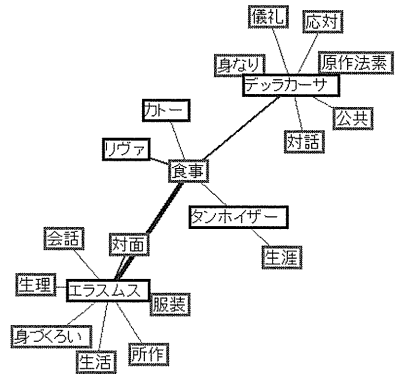 儀礼
応対
身なり
原作法素
デッラカーサ
公共
対話
カトー
リヴァ
食事
タンホイザー
生涯
会話
対面
生理
エラスムス
服装
身づくろい
生活
所作